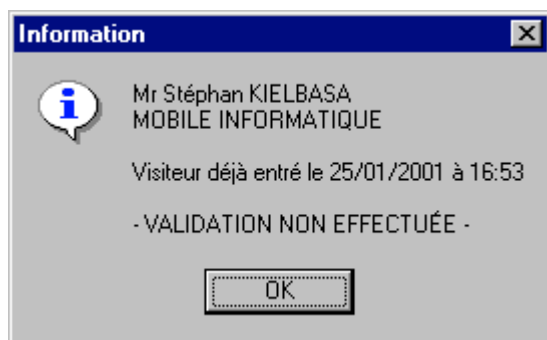 Information
Mr Stéphan KIELBASA
MOBILE INFORMATIQUE
Visiteur déjà entré le 25/01/2001 à 16:53
- VALIDATION NON EFFECTUÉE -
OK